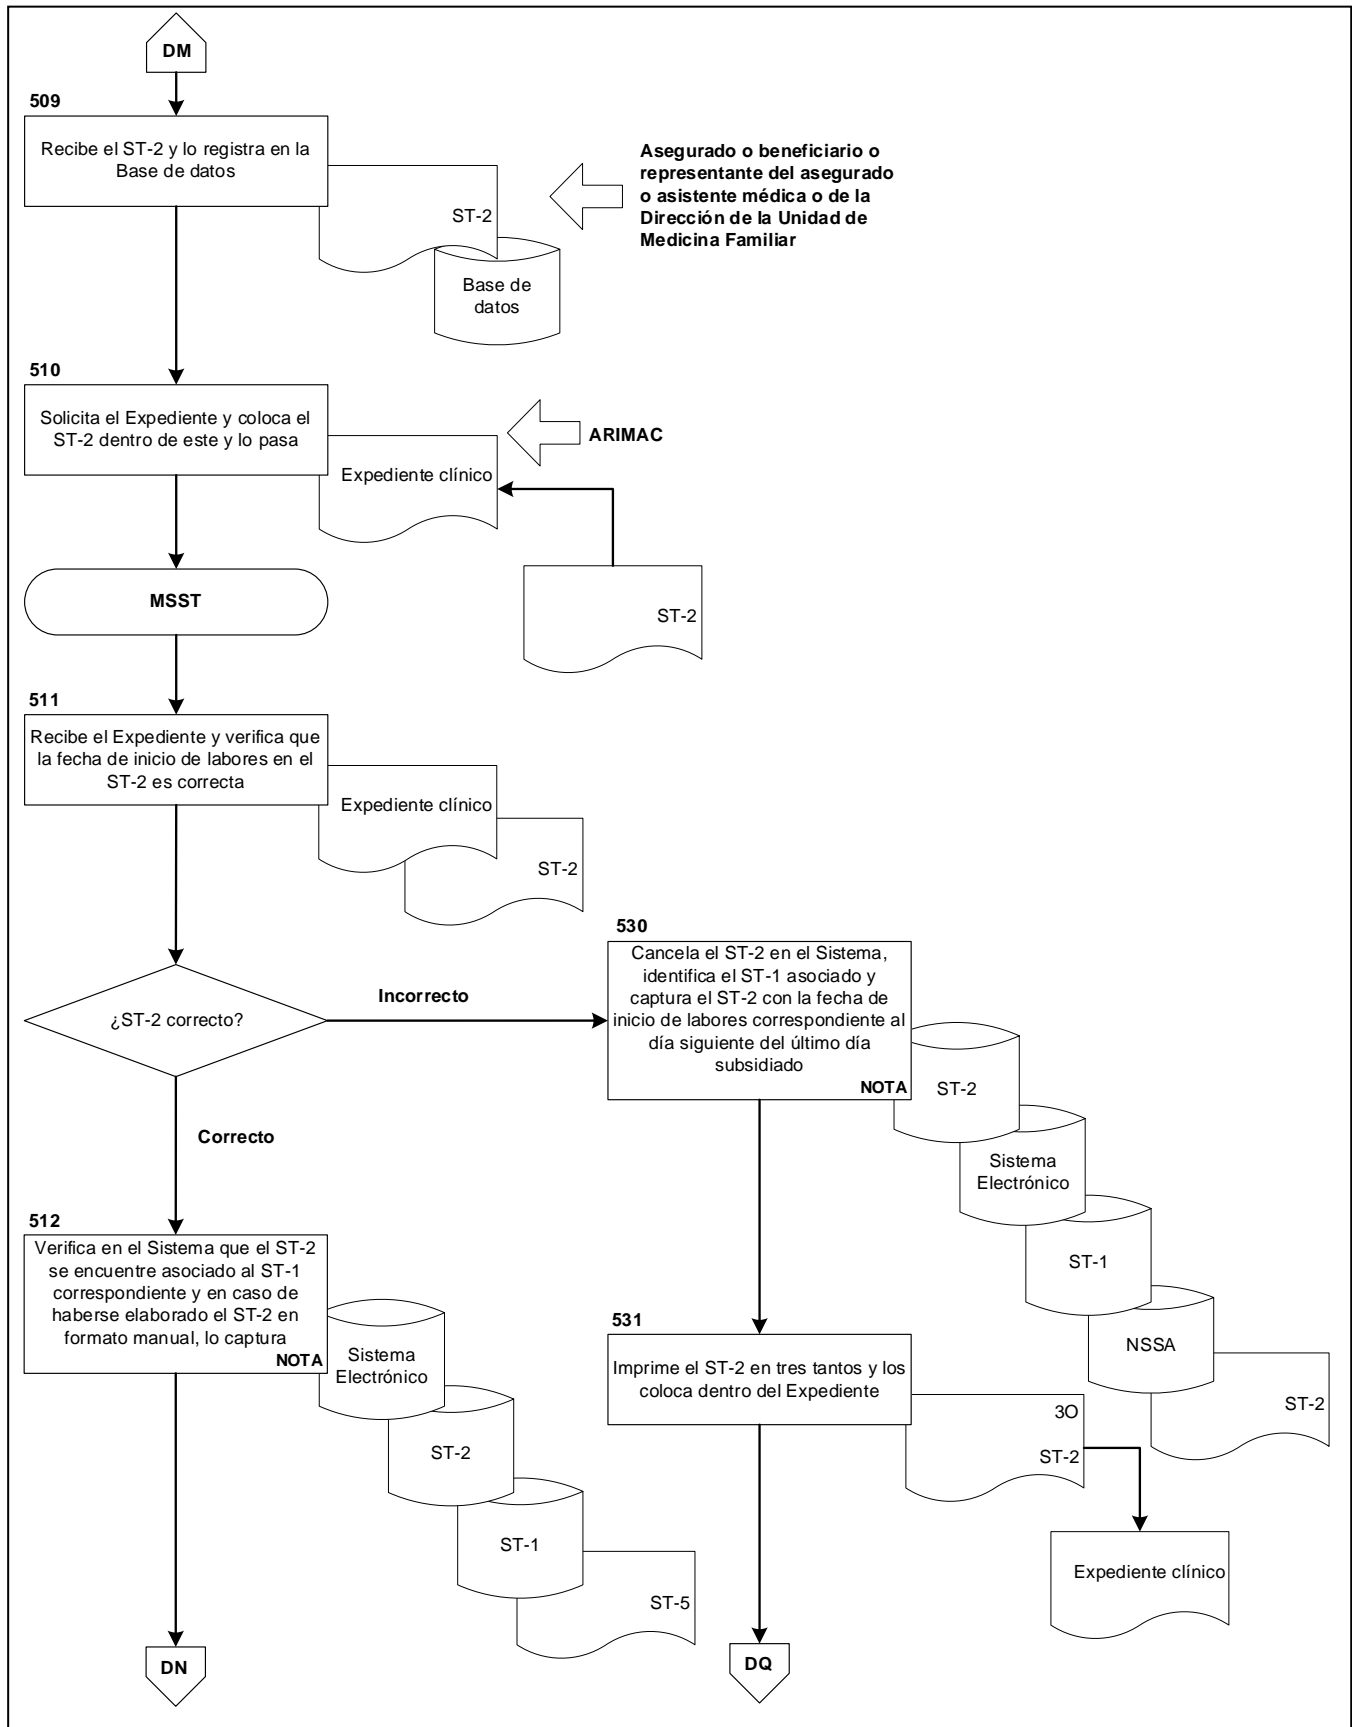 DM
509
Recibe el ST-2 y lo registra en la
Base de datos
ST-2
Base de
datos
Asegurado o beneficiario o
representante del asegurado
o asistente médica o de la
Dirección de la Unidad de
Medicina Familiar
510
Solicita el Expediente y coloca el
ST-2 dentro de este y lo pasa
Expediente clínico
ARIMAC
ST-2
MSST
511
Recibe el Expediente y verifica que
la fecha de inicio de labores en el
ST-2 es correcta
Expediente clínico
ST-2
¿ST-2 correcto?
Incorrecto
Correcto
530
Cancela el ST-2 en el Sistema,
identifica el ST-1 asociado y
captura el ST-2 con la fecha de
inicio de labores correspondiente al
día siguiente del último día
subsidiado
NOTA
ST-2
Sistema
Electrónico
ST-1
NSSA
ST-2
512
Verifica en el Sistema que el ST-2
se encuentre asociado al ST-1
correspondiente y en caso de
haberse elaborado el ST-2 en
formato manual, lo captura
NOTA
Sistema
Electrónico
ST-2
ST-1
ST-5
531
Imprime el ST-2 en tres tantos y los
coloca dentro del Expediente
3O
ST-2
Expediente clínico
DN
DQ